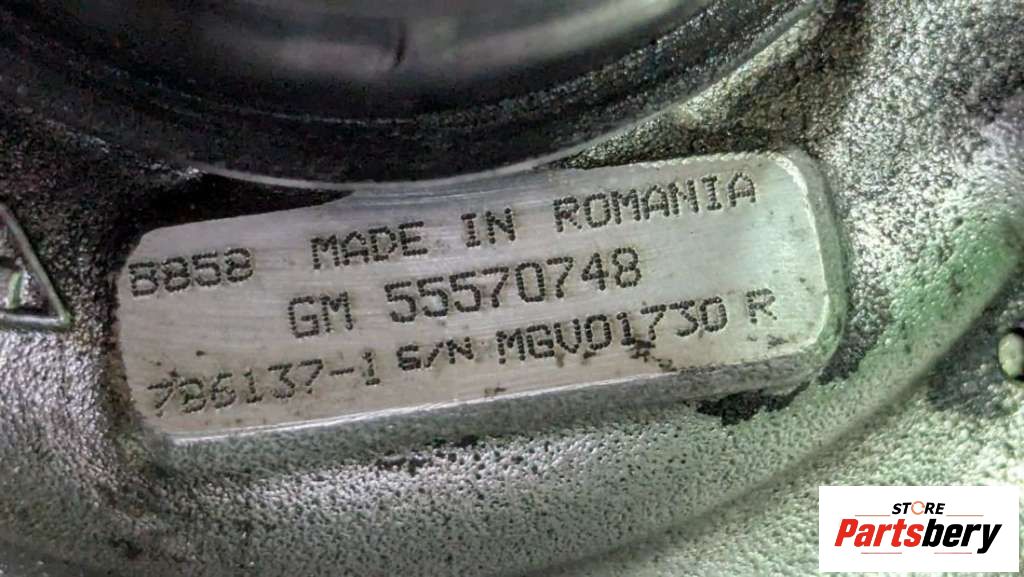 B858 MADE IN ROMANIA
GM 55570748
786137-1 S/N MGV01730 R
STORE
Partsbery